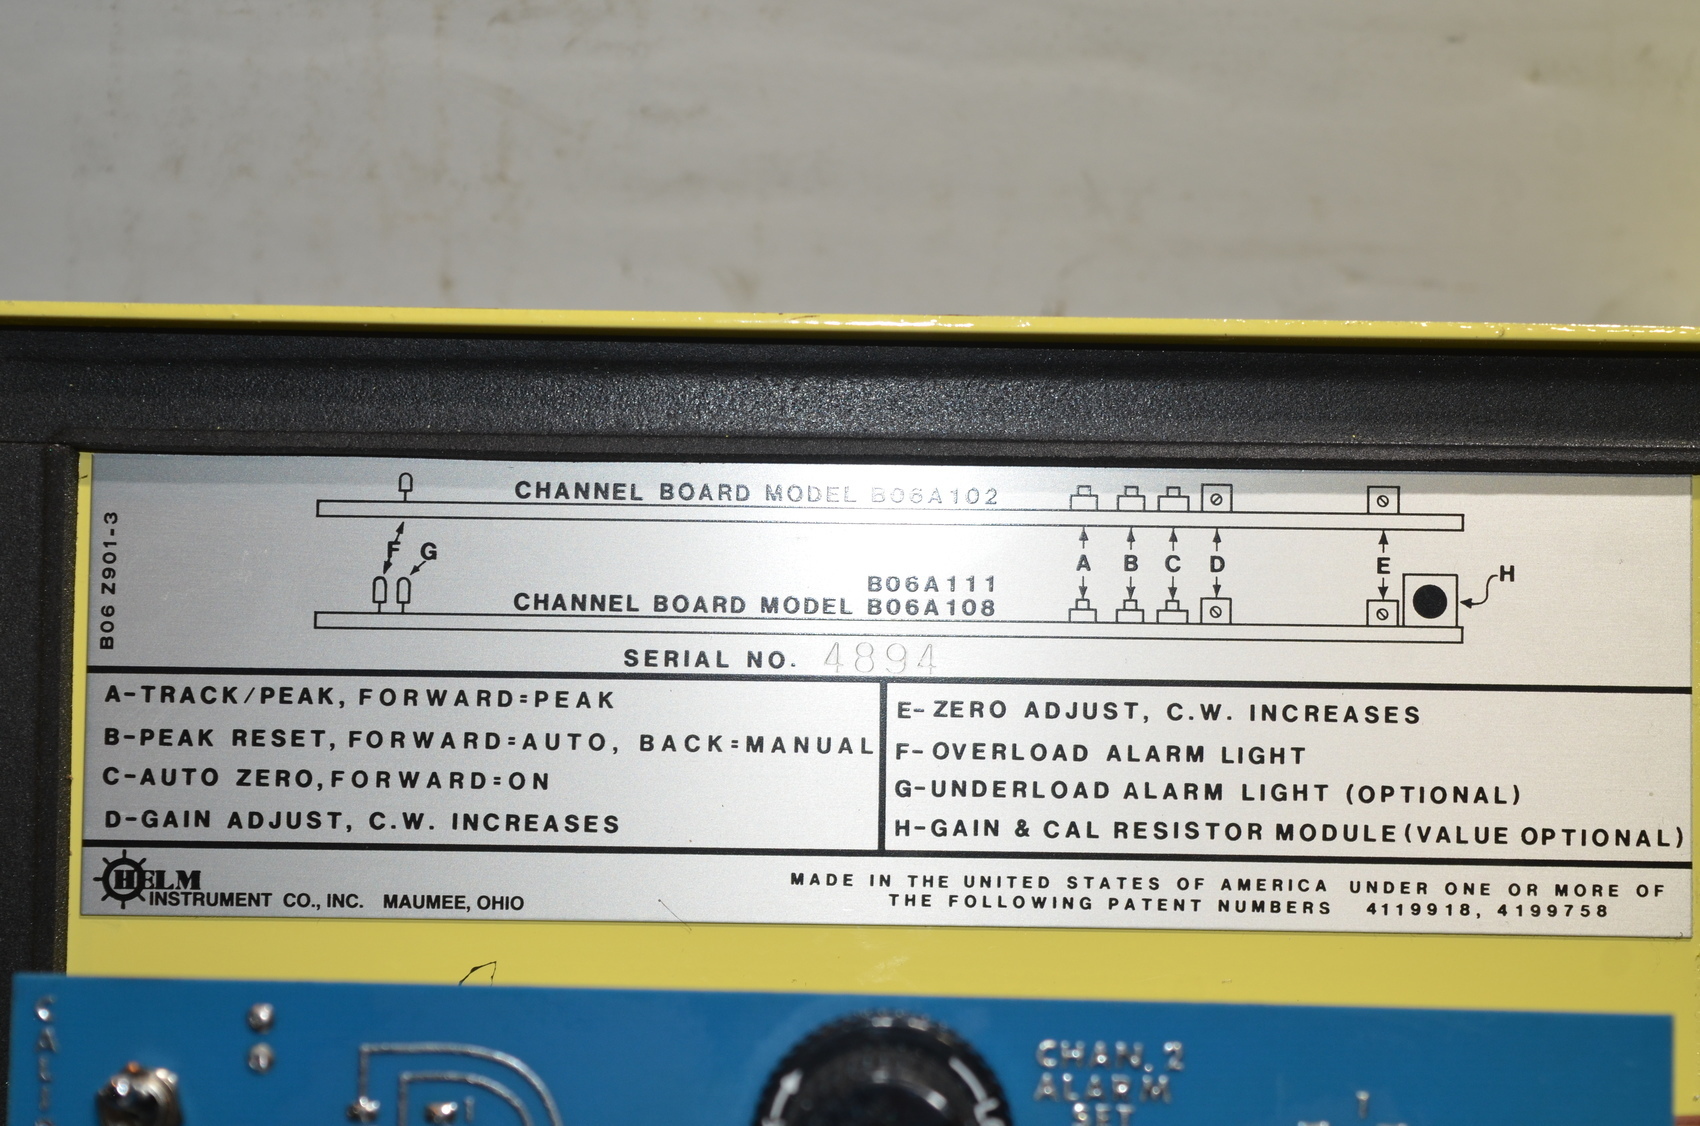 CHANNEL BOARD MODEL B06A102
B06 Z901-3
F G
A B C D E H
B06A111
CHANNEL BOARD MODEL B06A108
SERIAL NO. 4894
A-TRACK/PEAK, FORWARD=PEAK
B-PEAK RESET, FORWARD=AUTO, BACK=MANUAL
C-AUTO ZERO, FORWARD=ON
D-GAIN ADJUST, C.W. INCREASES
E-ZERO ADJUST, C.W. INCREASES
F-OVERLOAD ALARM LIGHT
G-UNDERLOAD ALARM LIGHT (OPTIONAL)
H-GAIN & CAL RESISTOR MODULE (VALUE OPTIONAL)
HELM
INSTRUMENT CO., INC. MAUMEE, OHIO
MADE IN THE UNITED STATES OF AMERICA UNDER ONE OR MORE OF
THE FOLLOWING PATENT NUMBERS 4119918, 4199758
CHAN. 2
ALARM
SET